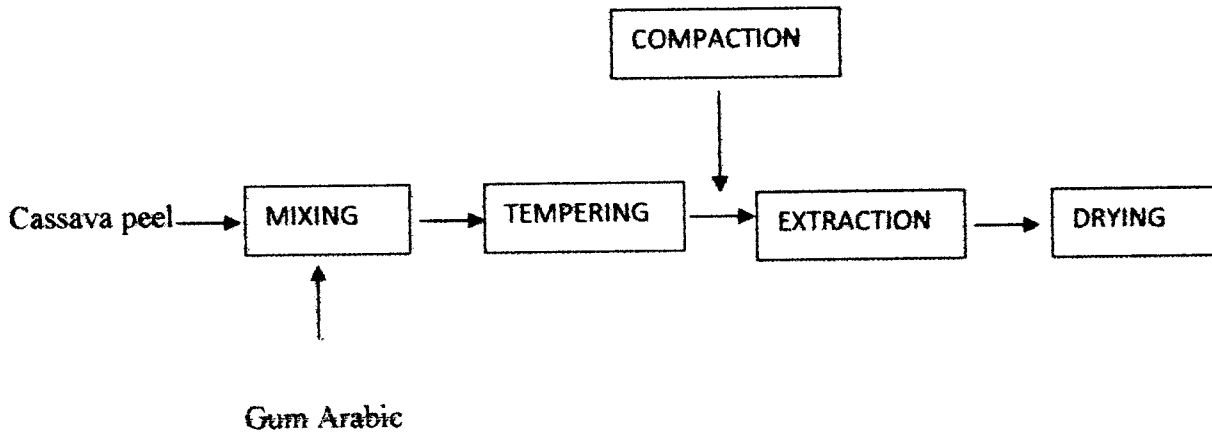 COMPACTION
Cassava peel
MIXING
TEMPERING
EXTRACTION
DRYING
Gum Arabic